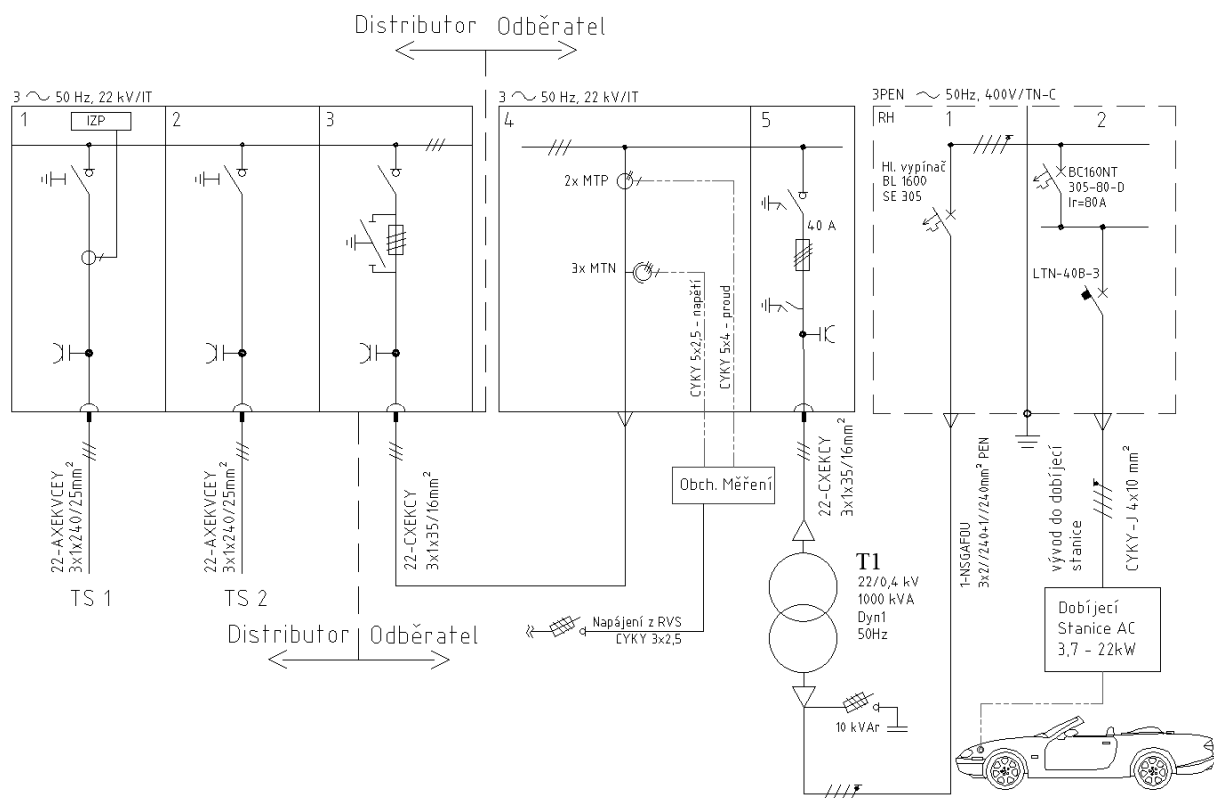 Distributor Odběratel
3 ~ 50 Hz, 22 kV/IT
1
IZP
2
3
3 ~ 50 Hz, 22 kV/IT
4
2x MTP
3x MTN
CYKY 5x2,5 - napětí
CYKY 5x4 - proud
5
40 A
3PEN ~ 50Hz, 400V/TN-C
RH
1
2
Hl. vypínač
BL 1600
SE 305
BC160NT
305-80-D
Ir=80A
LTN-40B-3
22-AXEKVCEY
3x1x240/25mm²
TS 1
22-AXEKVCEY
3x1x240/25mm²
TS 2
22-CXEKCY
3x1x35/16mm²
Distributor Odběratel
Obch. Měření
Napájení z RVS
CYKY 3x2,5
22-CXEKCY
3x1x35/16mm²
T1
22/0,4 kV
1000 kVA
Dyn1
50Hz
10 kVAr
1-NSGAFOU
3x2//240+1//240mm² PEN
vývod do dobíjecí
stanice
CYKY-J 4x10 mm²
Dobíjecí
Stanice AC
3,7 - 22kW